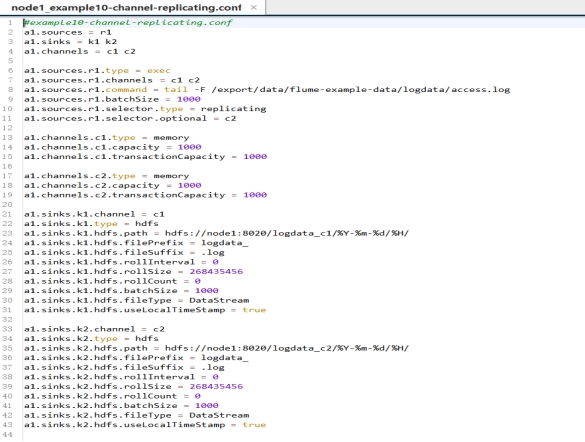 node1_example10-channel-replicating.conf ×
1 #example10-channel-replicating.conf
2 a1.sources = r1
3 a1.sinks = k1 k2
4 a1.channels = c1 c2
5
6 a1.sources.r1.type = exec
7 a1.sources.r1.channels = c1 c2
8 a1.sources.r1.command = tail -F /export/data/flume-example-data/logdata/access.log
9 a1.sources.r1.batchSize = 1000
10 a1.sources.r1.selector.type = replicating
11 a1.sources.r1.selector.optional = c2
12
13 a1.channels.c1.type = memory
14 a1.channels.c1.capacity = 1000
15 a1.channels.c1.transactionCapacity = 1000
16
17 a1.channels.c2.type = memory
18 a1.channels.c2.capacity = 1000
19 a1.channels.c2.transactionCapacity = 1000
20
21 a1.sinks.k1.channel = c1
22 a1.sinks.k1.type = hdfs
23 a1.sinks.k1.hdfs.path = hdfs://node1:8020/logdata_c1/%Y-%m-%d/%H/
24 a1.sinks.k1.hdfs.filePrefix = logdata_
25 a1.sinks.k1.hdfs.fileSuffix = .log
26 a1.sinks.k1.hdfs.rollInterval = 0
27 a1.sinks.k1.hdfs.rollSize = 268435456
28 a1.sinks.k1.hdfs.rollCount = 0
29 a1.sinks.k1.hdfs.batchSize = 1000
30 a1.sinks.k1.hdfs.fileType = DataStream
31 a1.sinks.k1.hdfs.useLocalTimeStamp = true
32
33 a1.sinks.k2.channel = c2
34 a1.sinks.k2.type = hdfs
35 a1.sinks.k2.hdfs.path = hdfs://node1:8020/logdata_c2/%Y-%m-%d/%H/
36 a1.sinks.k2.hdfs.filePrefix = logdata_
37 a1.sinks.k2.hdfs.fileSuffix = .log
38 a1.sinks.k2.hdfs.rollInterval = 0
39 a1.sinks.k2.hdfs.rollSize = 268435456
40 a1.sinks.k2.hdfs.rollCount = 0
41 a1.sinks.k2.hdfs.batchSize = 1000
42 a1.sinks.k2.hdfs.fileType = DataStream
43 a1.sinks.k2.hdfs.useLocalTimeStamp = true
44